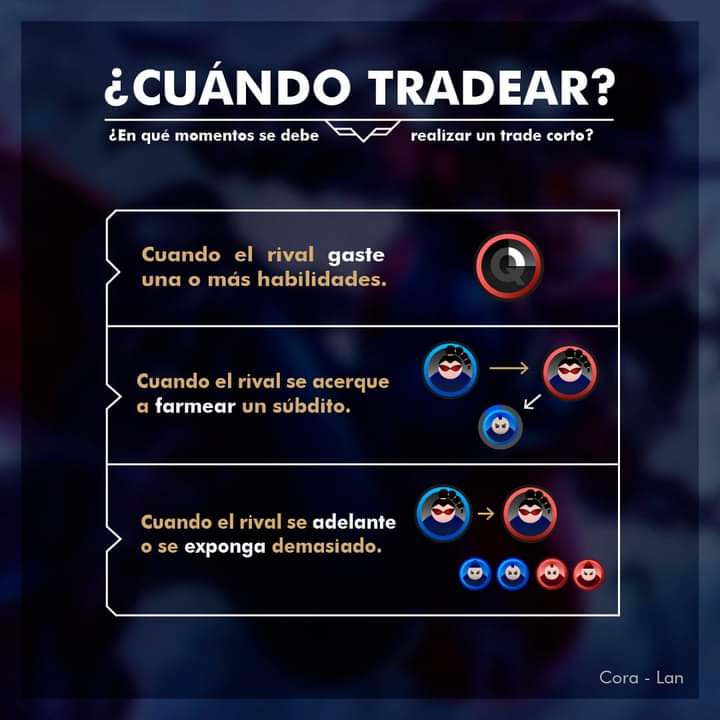 ¿CUÁNDO TRADEAR?
¿En qué momentos se debe realizar un trade corto?
Cuando el rival gaste
una o más habilidades.
Q
Cuando el rival se acerque
a farmear un súbdito.
Cuando el rival se adelante
o se exponga demasiado.
Cora - Lan